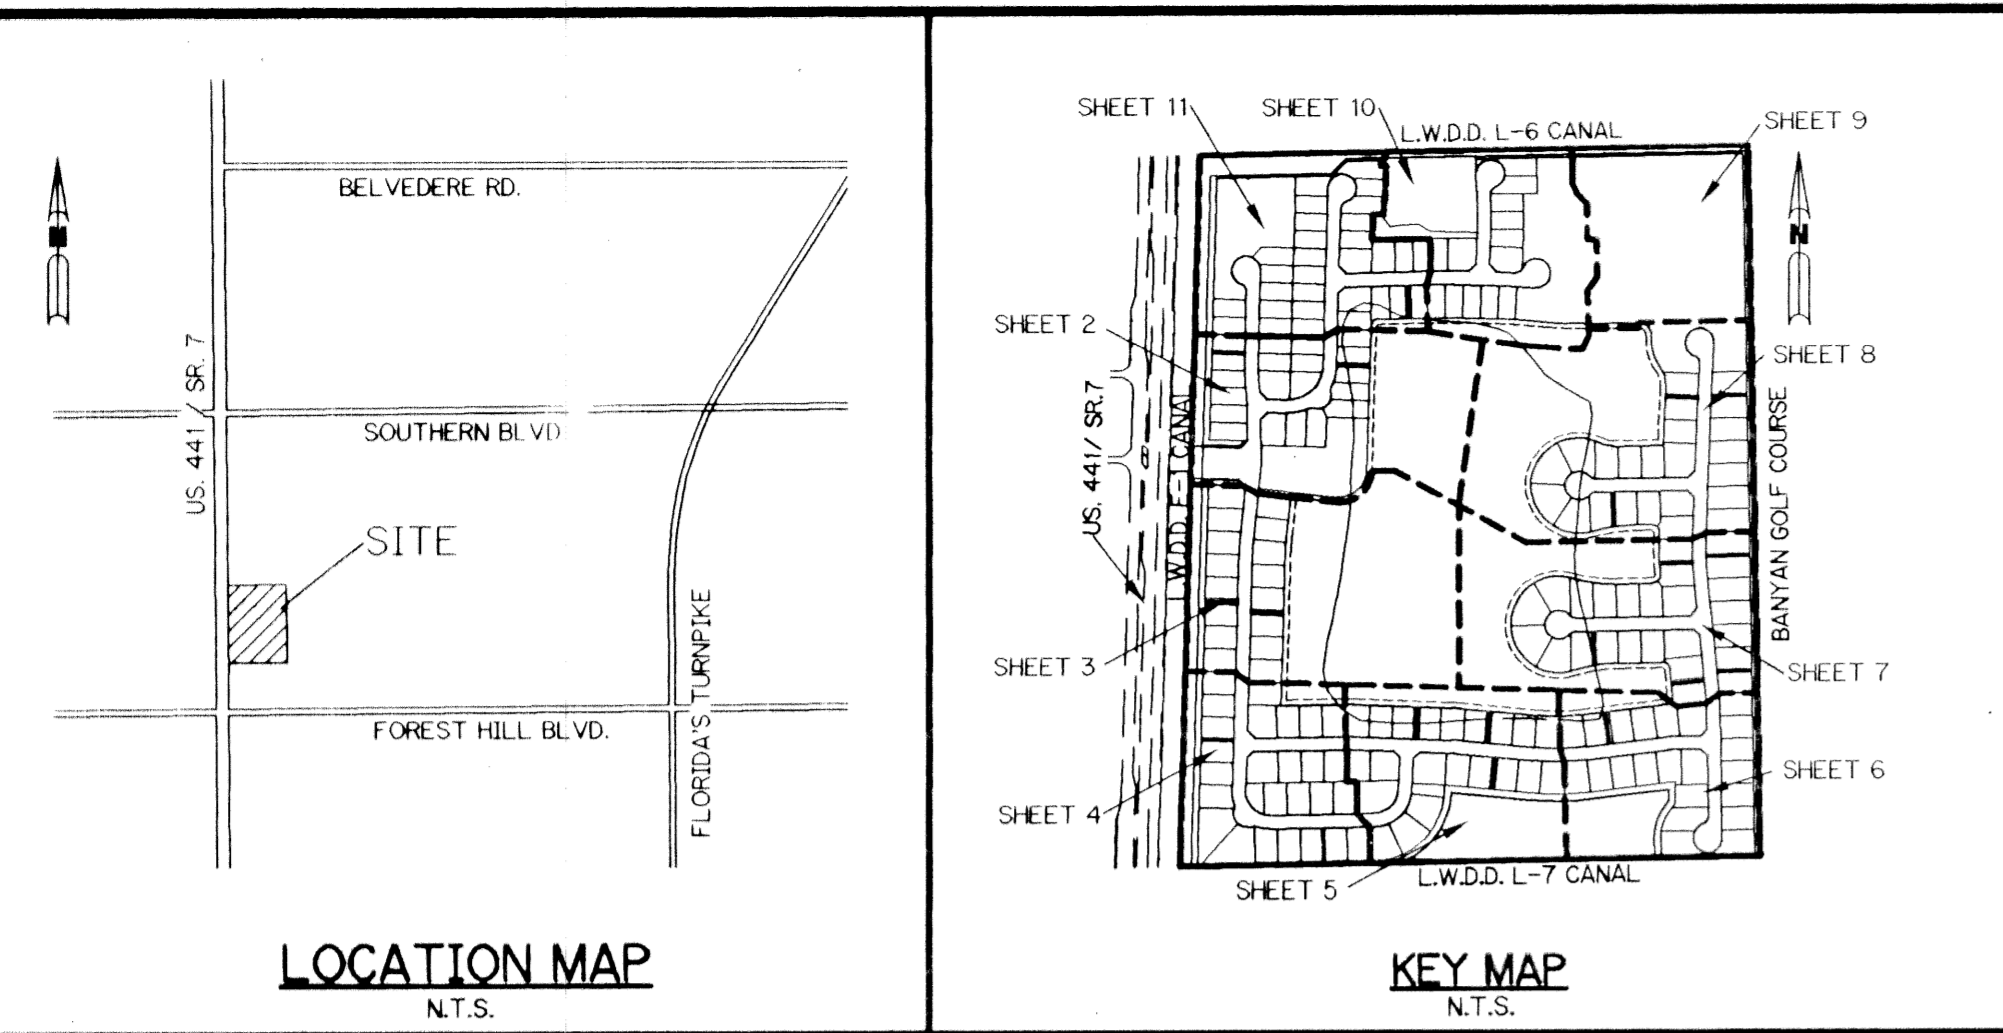 BELVEDERE RD.
N
US. 441/ SR. 7
SOUTHERN BLVD
SITE
FLORIDA'S TURNPIKE
FOREST HILL BLVD.
LOCATION MAP
N.T.S.
SHEET 11
SHEET 10
L.W.D.D. L-6 CANAL
SHEET 9
N
SHEET 2
SHEET 8
US. 441/ SR.7
W.D.D. E-1 CANAL
BANYAN GOLF COURSE
SHEET 3
SHEET 7
SHEET 4
SHEET 6
SHEET 5
L.W.D.D. L-7 CANAL
KEY MAP
N.T.S.